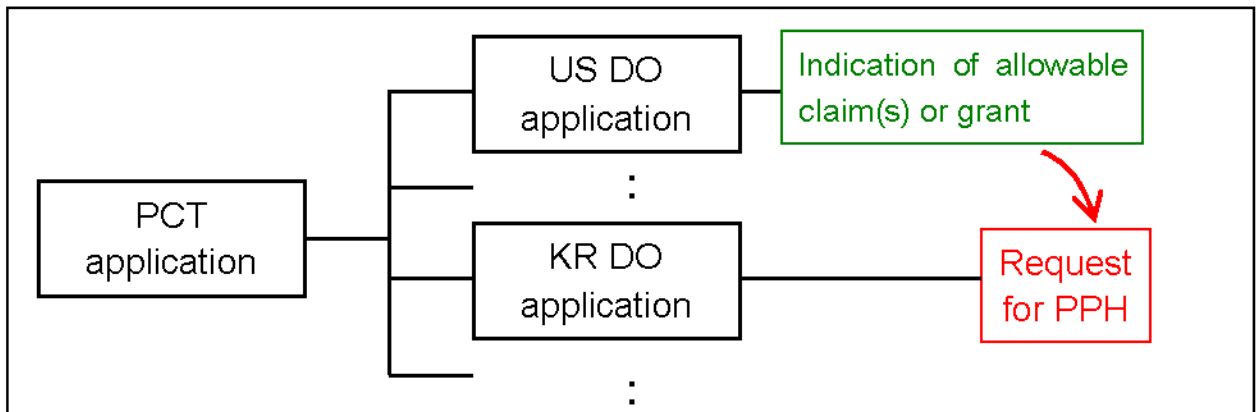 US DO
application
Indication of allowable
claim(s) or grant
:
PCT
application
KR DO
application
Request
for PPH
: